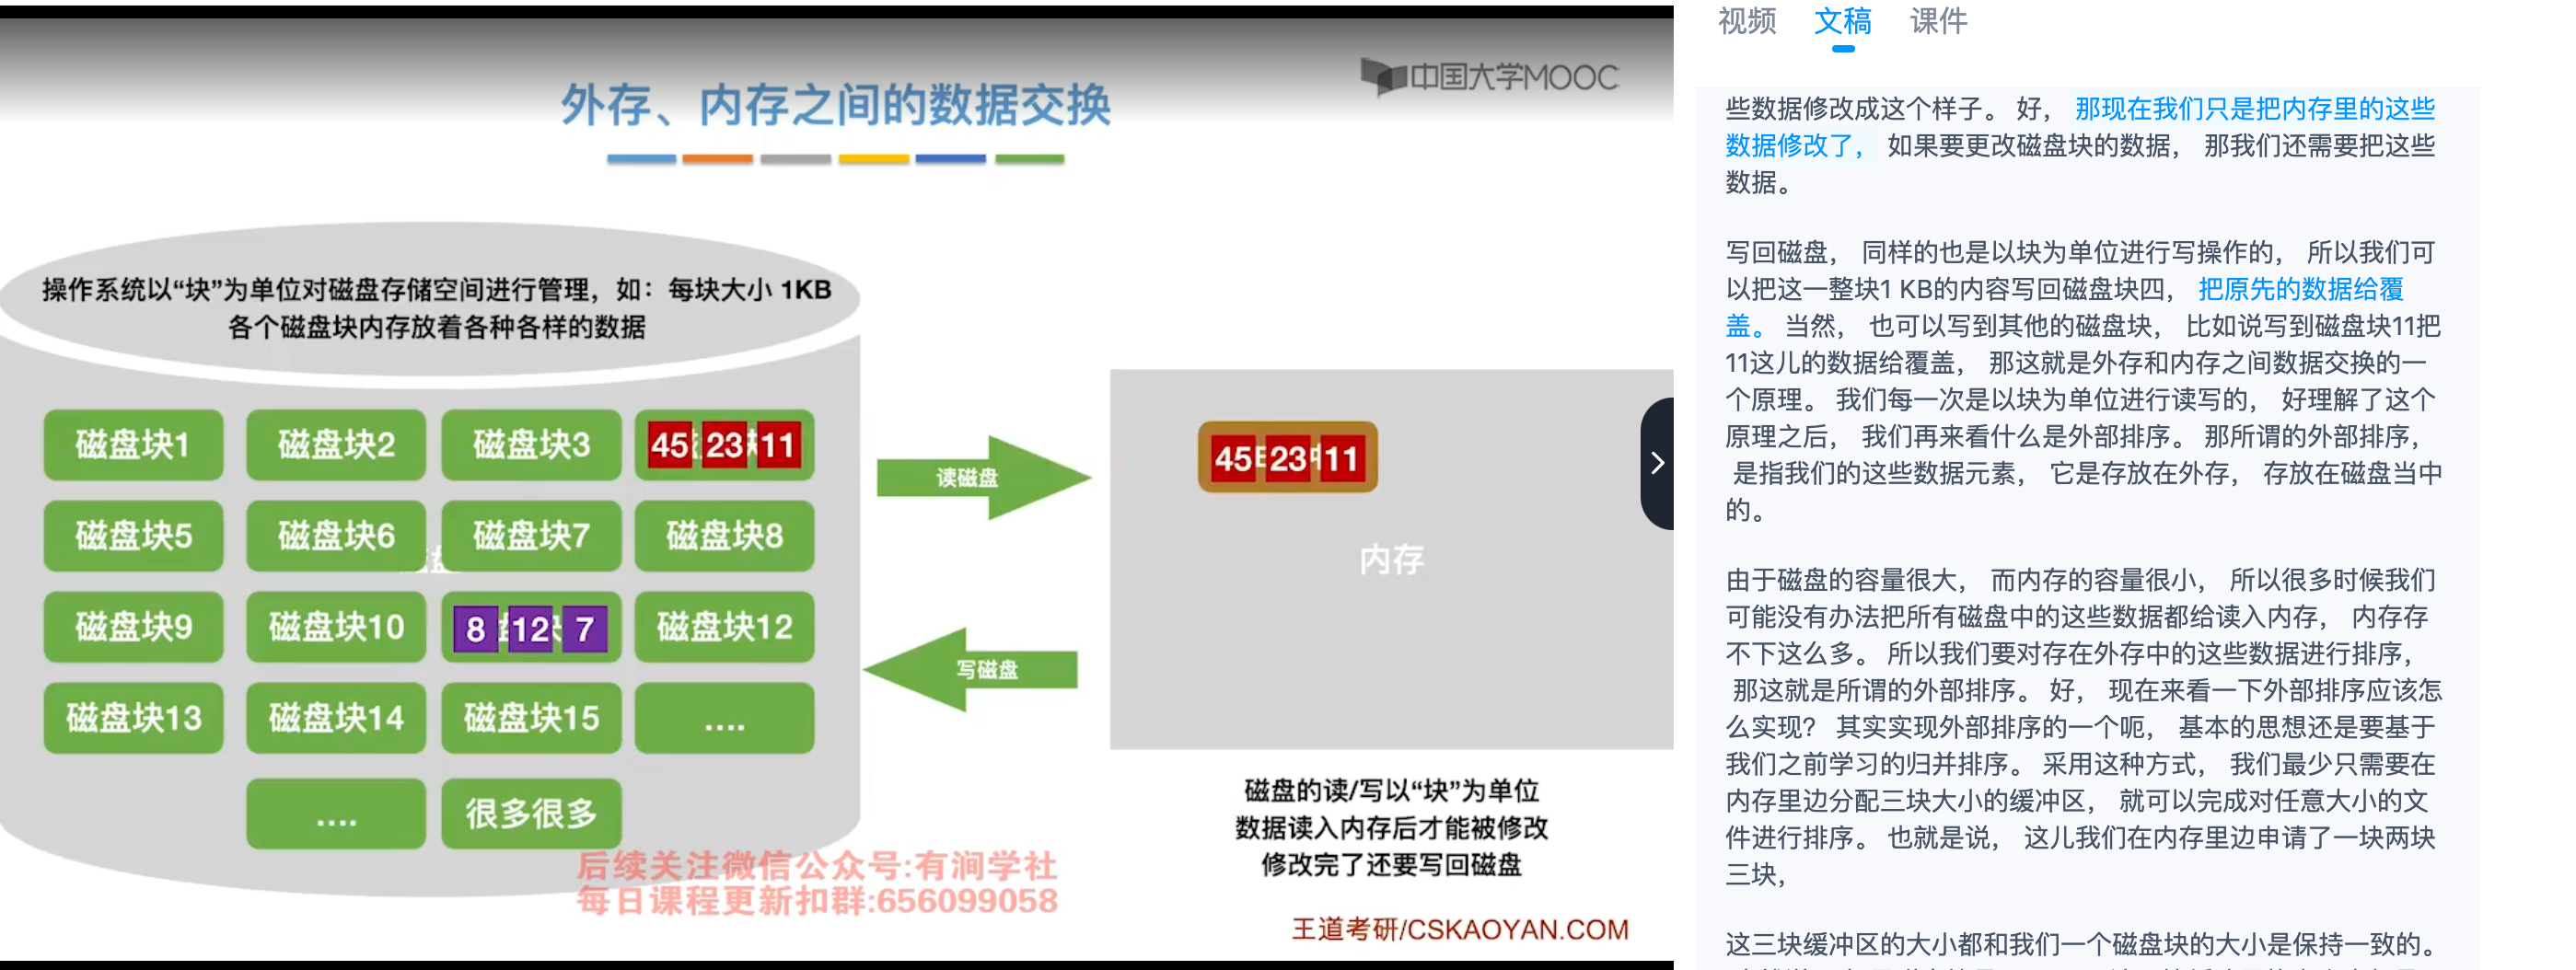 外存、内存之间的数据交换
中国大学MOOC
操作系统以“块”为单位对磁盘存储空间进行管理，如：每块大小 1KB
各个磁盘块内存放着各种各样的数据
磁盘块1 磁盘块2 磁盘块3 45 23 11
磁盘块5 磁盘块6 磁盘块7 磁盘块8
磁盘块9 磁盘块10 8 12 7 磁盘块12
磁盘块13 磁盘块14 磁盘块15 ....
.... 很多很多
读磁盘
写磁盘
45 23 11
内存
磁盘的读/写以“块”为单位
数据读入内存后才能被修改
修改完了还要写回磁盘
后续关注微信公众号:有涧学社
每日课程更新扣群:656099058
王道考研/CSKAOYAN.COM
视频 文稿 课件
些数据修改成这个样子。 好， 那现在我们只是把内存里的这些
数据修改了， 如果要更改磁盘块的数据， 那我们还需要把这些
数据。
写回磁盘， 同样的也是以块为单位进行写操作的， 所以我们可
以把这一整块1 KB的内容写回磁盘块四， 把原先的数据给覆
盖。 当然， 也可以写到其他的磁盘块， 比如说写到磁盘块11把
11这儿的数据给覆盖， 那这就是外存和内存之间数据交换的一
个原理。 我们每一次是以块为单位进行读写的， 好理解了这个
原理之后， 我们再来看什么是外部排序。 那所谓的外部排序，
是指我们的这些数据元素， 它是存放在外存， 存放在磁盘当中
的。
由于磁盘的容量很大， 而内存的容量很小， 所以很多时候我们
可能没有办法把所有磁盘中的这些数据都给读入内存， 内存存
不下这么多。 所以我们要对存在外存中的这些数据进行排序，
那这就是所谓的外部排序。 好， 现在来看一下外部排序应该怎
么实现？ 其实实现外部排序的一个呃， 基本的思想还是要基于
我们之前学习的归并排序。 采用这种方式， 我们最少只需要在
内存里边分配三块大小的缓冲区， 就可以完成对任意大小的文
件进行排序。 也就是说， 这儿我们在内存里边申请了一块两块
三块，
这三块缓冲区的大小都和我们一个磁盘块的大小是保持一致的。